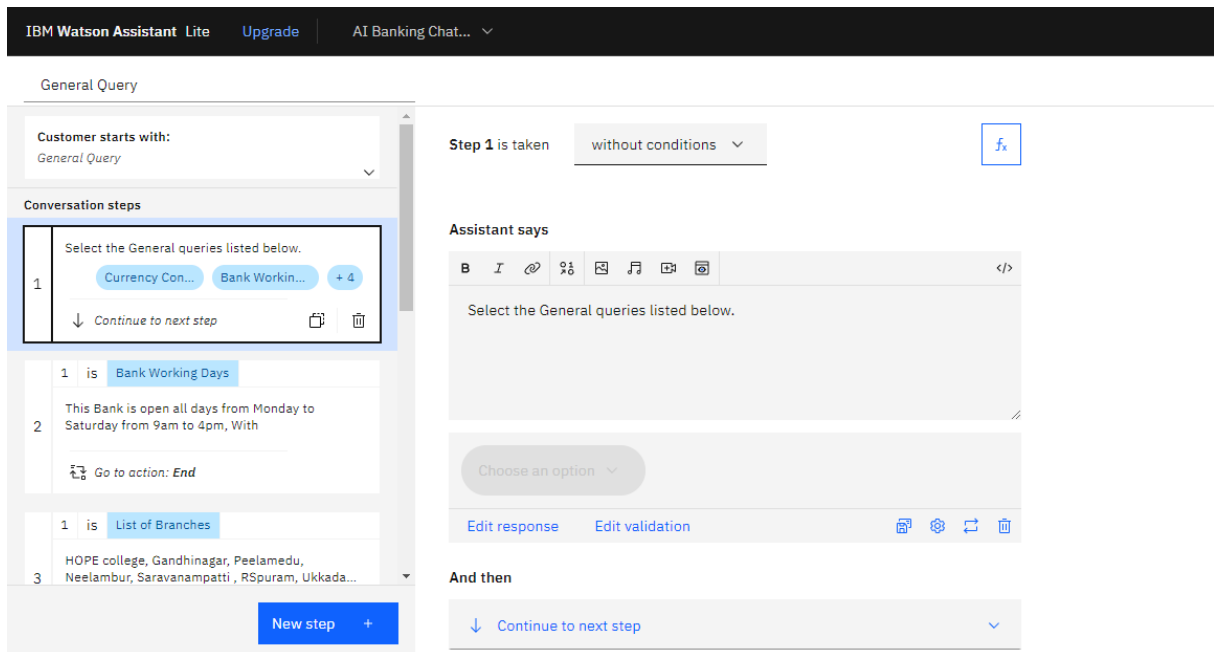 IBM Watson Assistant Lite Upgrade AI Banking Chat...
General Query
Customer starts with:
General Query
Conversation steps
1
Select the General queries listed below.
Currency Con... Bank Workin... + 4
Continue to next step
2
1 is Bank Working Days
This Bank is open all days from Monday to
Saturday from 9am to 4pm, With
Go to action: End
3
1 is List of Branches
HOPE college, Gandhinagar, Peelamedu,
Neelambur, Saravanampatti , RSpuram, Ukkada...
New step +
Step 1 is taken without conditions
fx
Assistant says
B I </>
Select the General queries listed below.
Choose an option
Edit response Edit validation
And then
Continue to next step